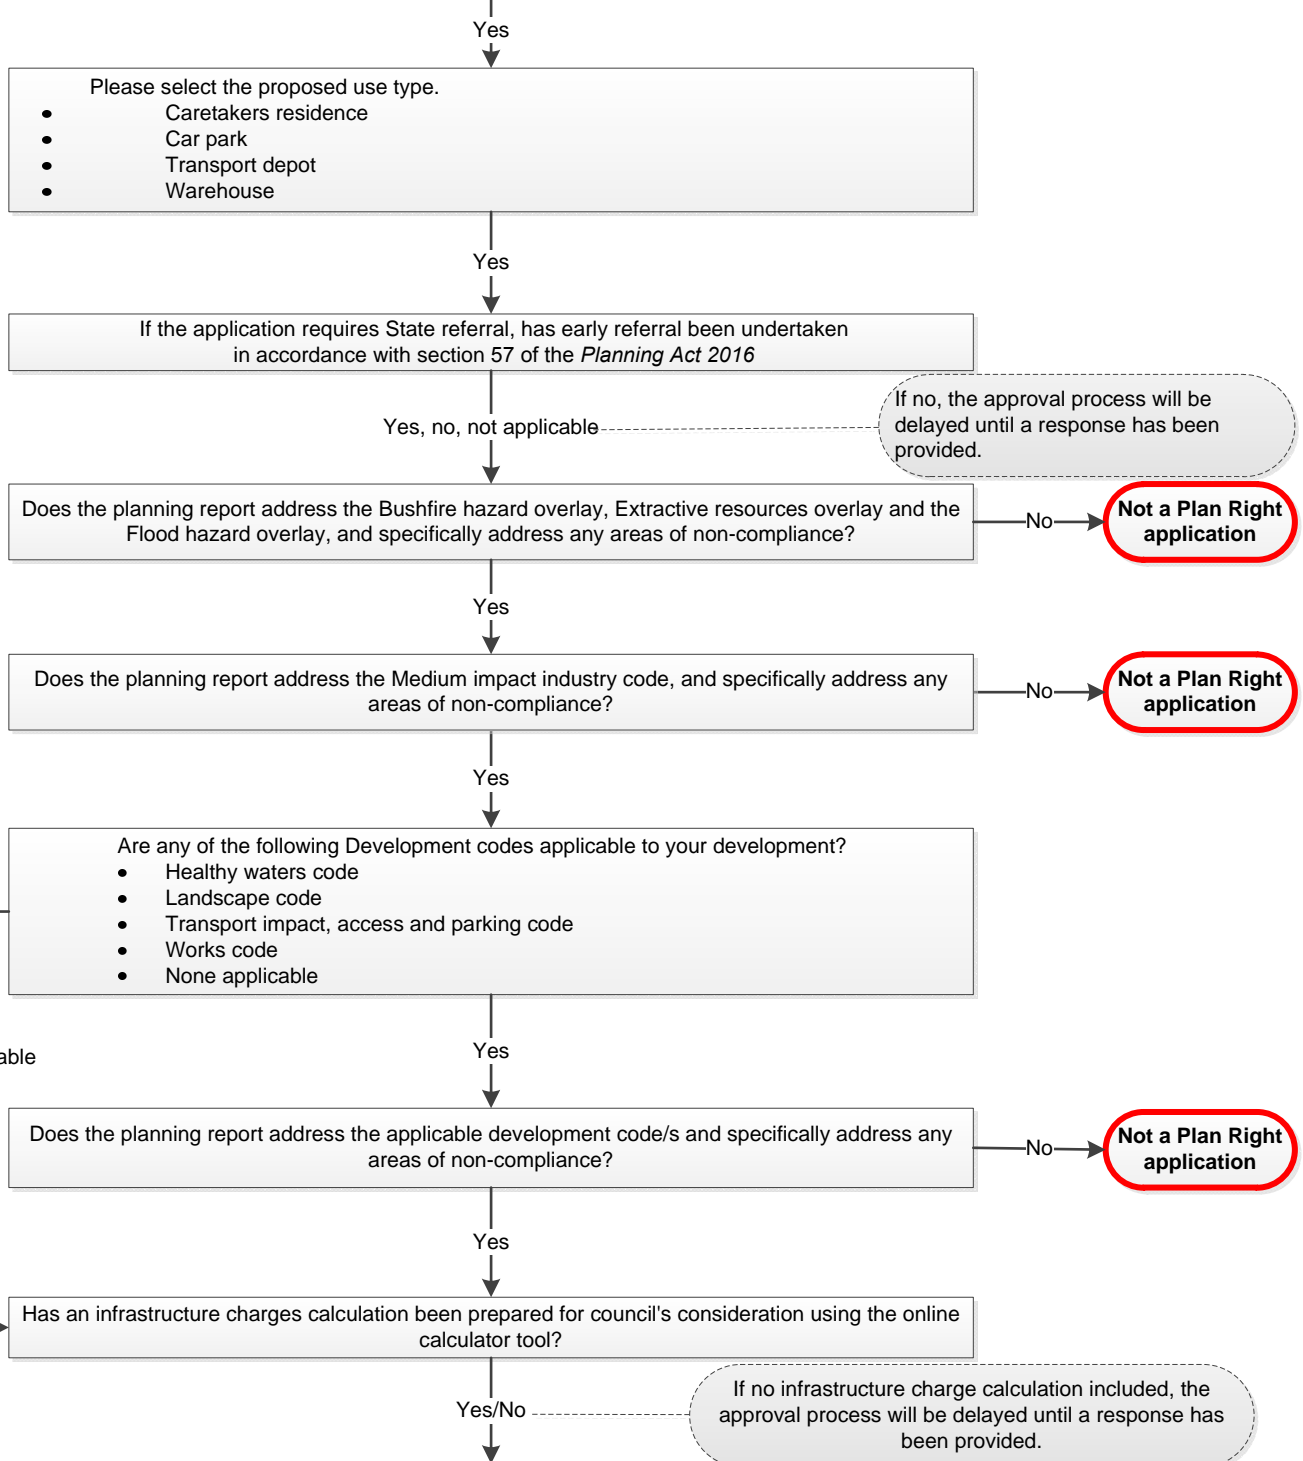 Yes
Please select the proposed use type.
• Caretakers residence
• Car park
• Transport depot
• Warehouse
Yes
If the application requires State referral, has early referral been undertaken
in accordance with section 57 of the Planning Act 2016
Yes, no, not applicable
If no, the approval process will be
delayed until a response has been
provided.
Does the planning report address the Bushfire hazard overlay, Extractive resources overlay and the
Flood hazard overlay, and specifically address any areas of non-compliance?
No
Not a Plan Right
application
Yes
Does the planning report address the Medium impact industry code, and specifically address any
areas of non-compliance?
No
Not a Plan Right
application
Yes
Are any of the following Development codes applicable to your development?
• Healthy waters code
• Landscape code
• Transport impact, access and parking code
• Works code
• None applicable
able
Yes
Does the planning report address the applicable development code/s and specifically address any
areas of non-compliance?
No
Not a Plan Right
application
Yes
Has an infrastructure charges calculation been prepared for council's consideration using the online
calculator tool?
Yes/No
If no infrastructure charge calculation included, the
approval process will be delayed until a response has
been provided.